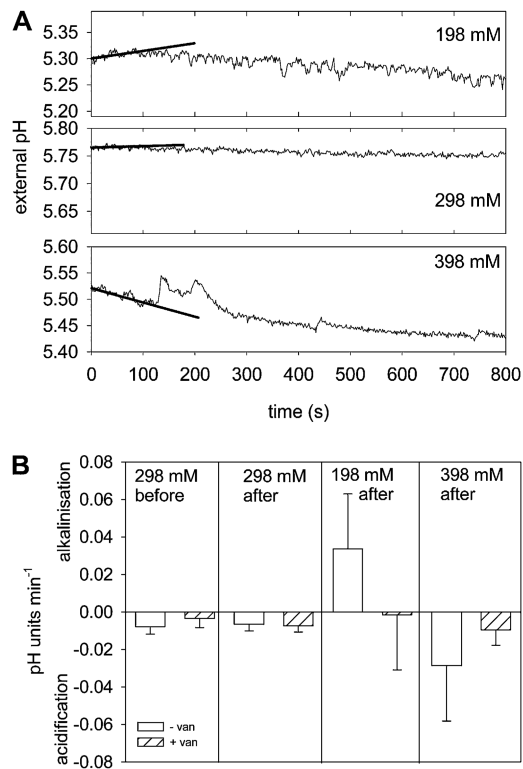 A
5.35
5.30
5.25
5.20
198 mM
5.80
5.75
5.70
5.65
298 mM
5.60
5.55
5.50
5.45
5.40
398 mM
external pH
0 100 200 300 400 500 600 700 800
time (s)
B
0.08
0.06
0.04
0.02
0.00
-0.02
-0.04
-0.06
-0.08
alkalinisation
pH units min-1
acidification
298 mM
before
298 mM
after
198 mM
after
398 mM
after
- van
+ van